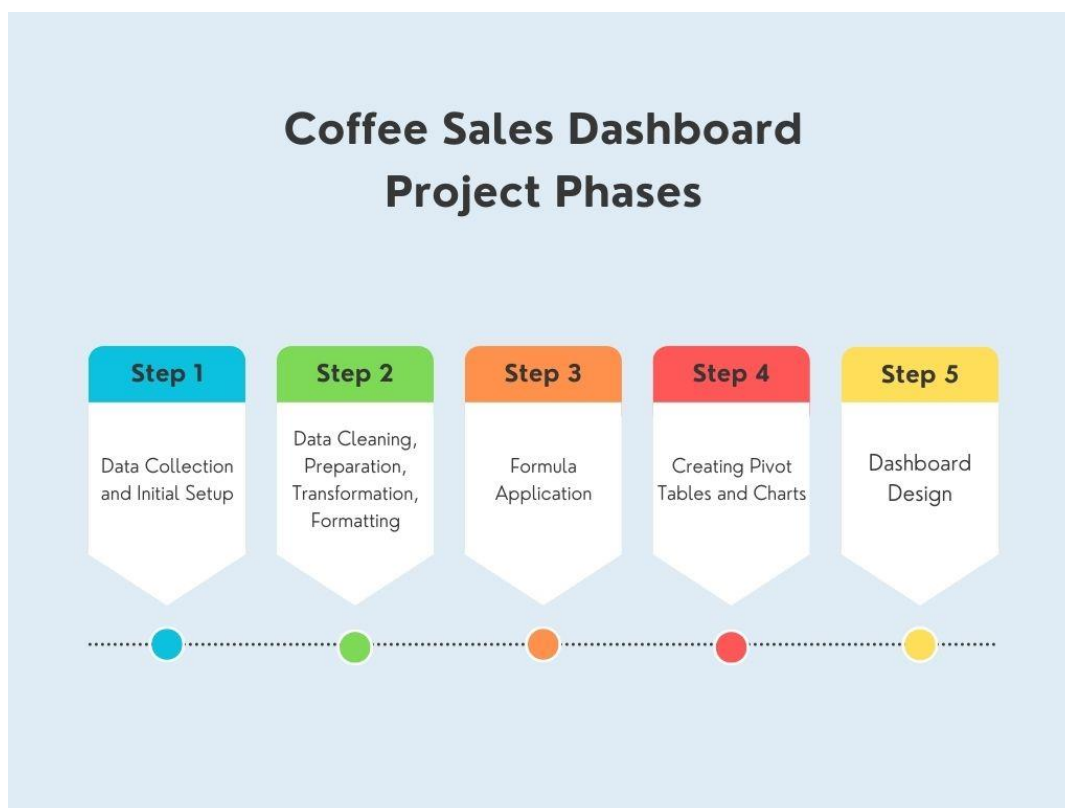 Coffee Sales Dashboard
Project Phases
Step 1
Data Collection
and Initial Setup
Step 2
Data Cleaning,
Preparation,
Transformation,
Formatting
Step 3
Formula
Application
Step 4
Creating Pivot
Tables and Charts
Step 5
Dashboard
Design